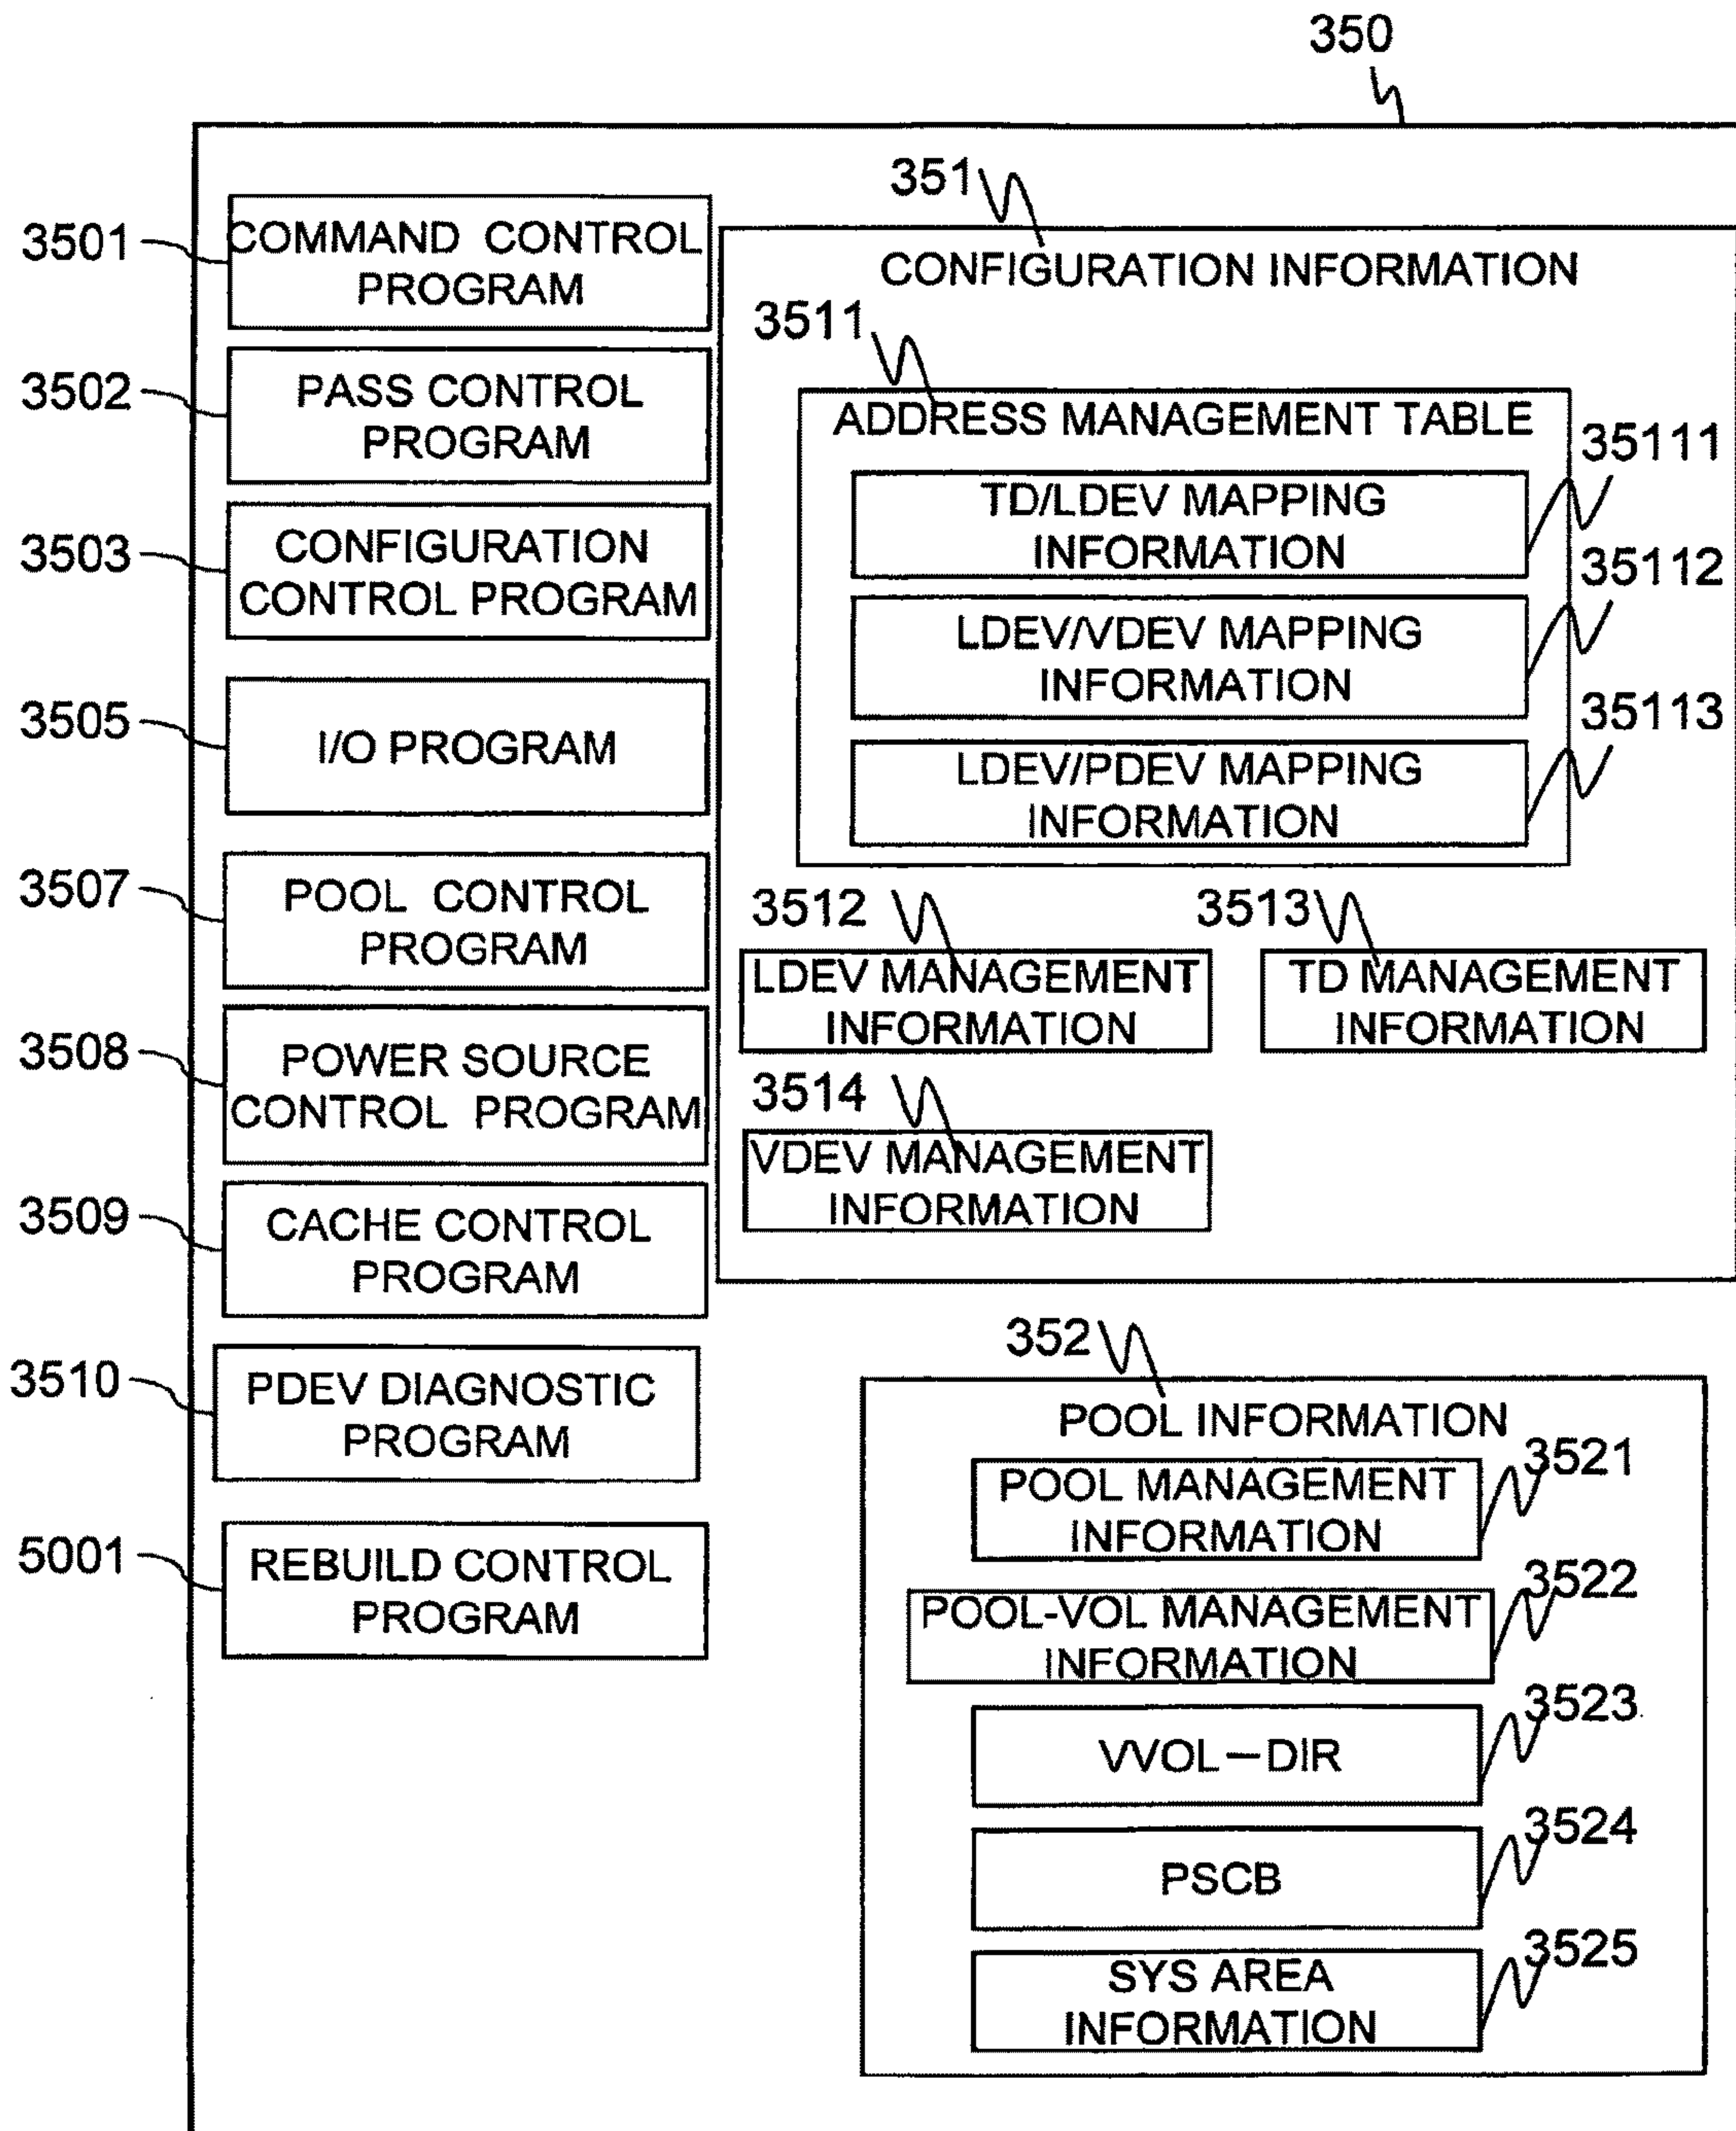 350
3501
COMMAND CONTROL
PROGRAM
3502
PASS CONTROL
PROGRAM
3503
CONFIGURATION
CONTROL PROGRAM
3505
I/O PROGRAM
3507
POOL CONTROL
PROGRAM
3508
POWER SOURCE
CONTROL PROGRAM
3509
CACHE CONTROL
PROGRAM
3510
PDEV DIAGNOSTIC
PROGRAM
5001
REBUILD CONTROL
PROGRAM
351
CONFIGURATION INFORMATION
3511
ADDRESS MANAGEMENT TABLE
35111
TD/LDEV MAPPING
INFORMATION
35112
LDEV/VDEV MAPPING
INFORMATION
35113
LDEV/PDEV MAPPING
INFORMATION
3512
LDEV MANAGEMENT
INFORMATION
3513
TD MANAGEMENT
INFORMATION
3514
VDEV MANAGEMENT
INFORMATION
352
POOL INFORMATION
3521
POOL MANAGEMENT
INFORMATION
3522
POOL-VOL MANAGEMENT
INFORMATION
3523
VVOL－DIR
3524
PSCB
3525
SYS AREA
INFORMATION